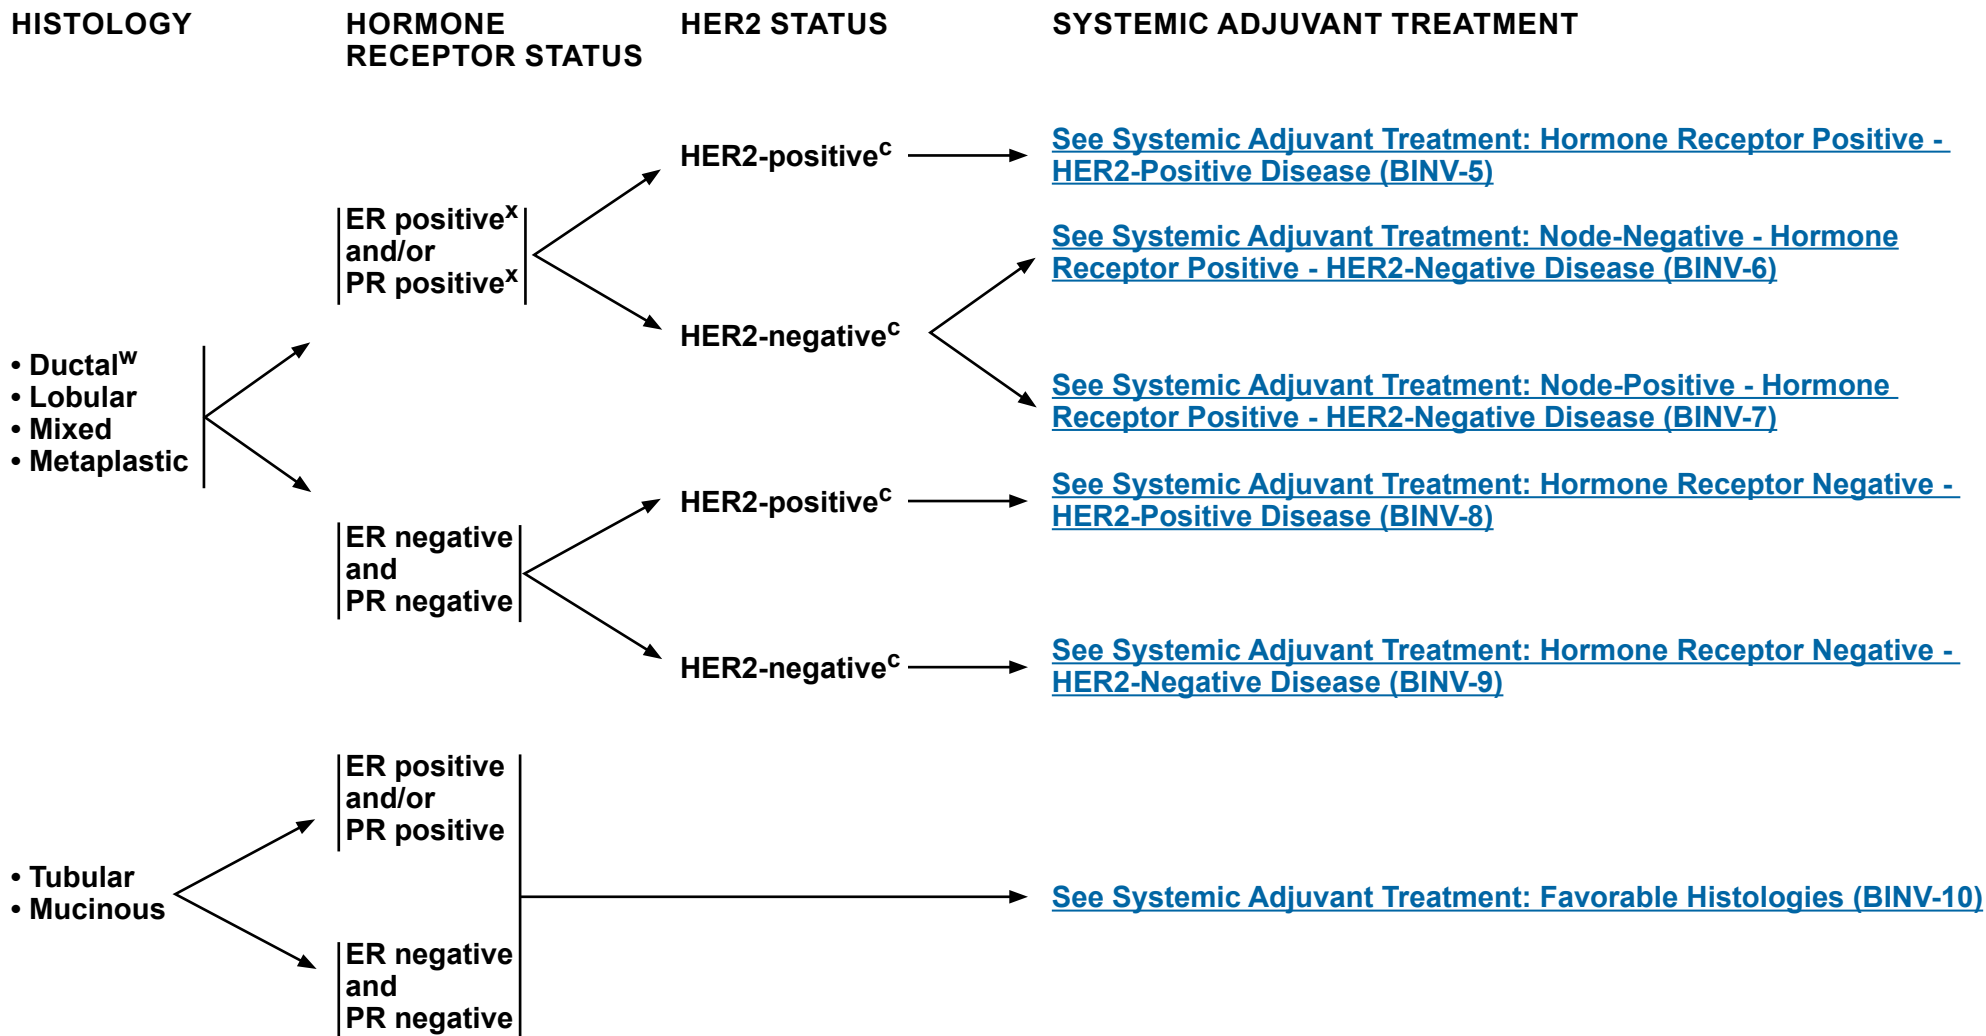 HISTOLOGY
HORMONE
RECEPTOR STATUS
HER2 STATUS
SYSTEMIC ADJUVANT TREATMENT
• Ductalʷ
• Lobular
• Mixed
• Metaplastic
ER positiveˣ
and/or
PR positiveˣ
HER2-positiveᶜ
See Systemic Adjuvant Treatment: Hormone Receptor Positive -
HER2-Positive Disease (BINV-5)
HER2-negativeᶜ
See Systemic Adjuvant Treatment: Node-Negative - Hormone
Receptor Positive - HER2-Negative Disease (BINV-6)
See Systemic Adjuvant Treatment: Node-Positive - Hormone
Receptor Positive - HER2-Negative Disease (BINV-7)
ER negative
and
PR negative
HER2-positiveᶜ
See Systemic Adjuvant Treatment: Hormone Receptor Negative -
HER2-Positive Disease (BINV-8)
HER2-negativeᶜ
See Systemic Adjuvant Treatment: Hormone Receptor Negative -
HER2-Negative Disease (BINV-9)
• Tubular
• Mucinous
ER positive
and/or
PR positive
ER negative
and
PR negative
See Systemic Adjuvant Treatment: Favorable Histologies (BINV-10)